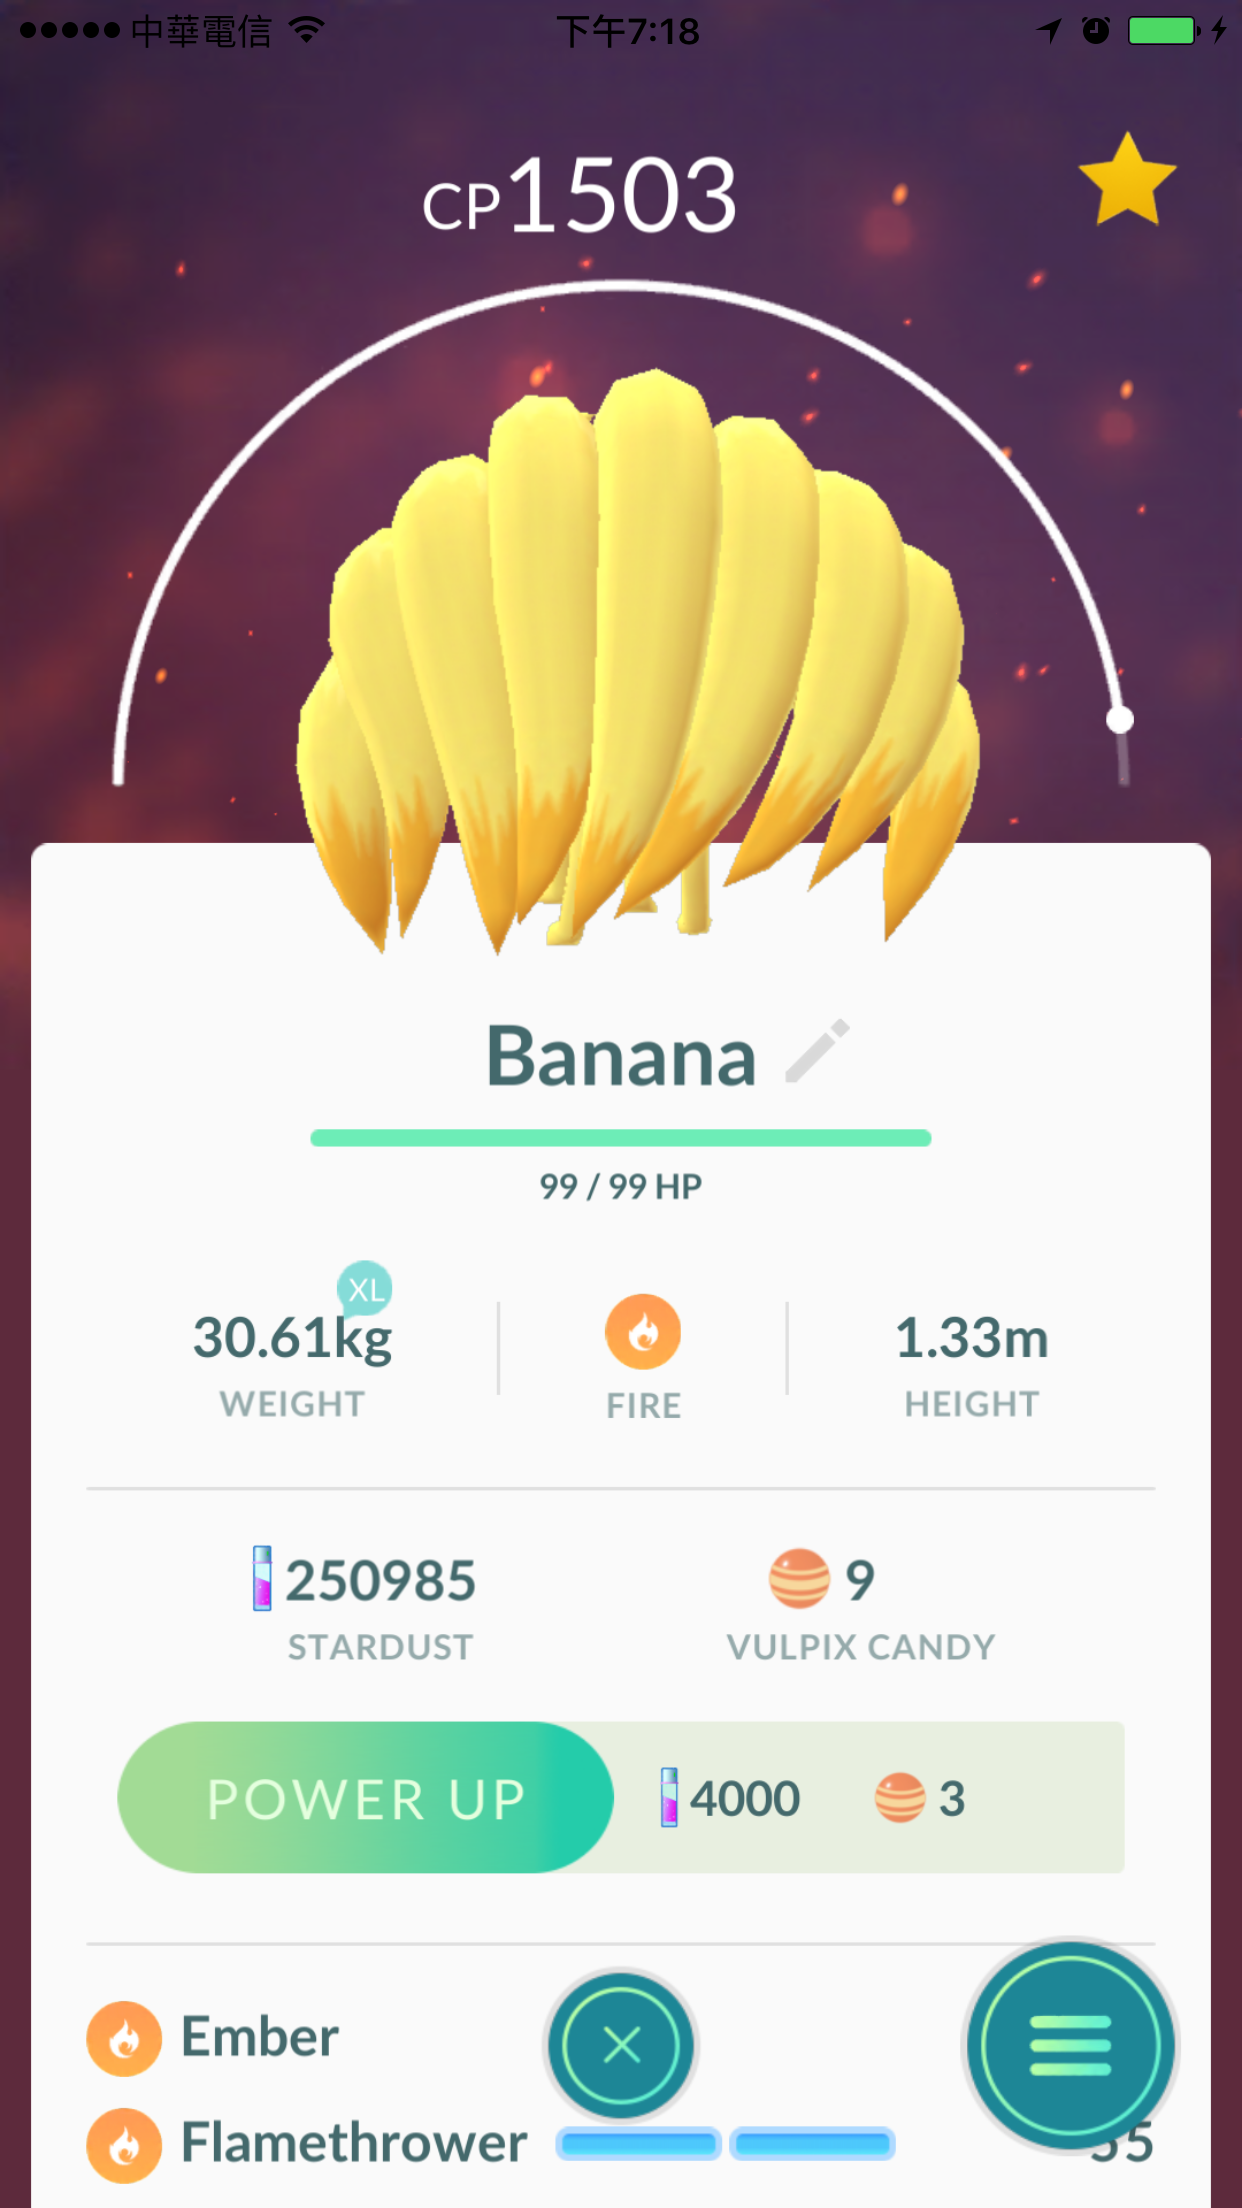 中華電信 下午7:18
CP1503
Banana
99 / 99 HP
XL
30.61kg 1.33m
WEIGHT FIRE HEIGHT
250985 9
STARDUST VULPIX CANDY
POWER UP 4000 3
Ember
Flamethrower 55